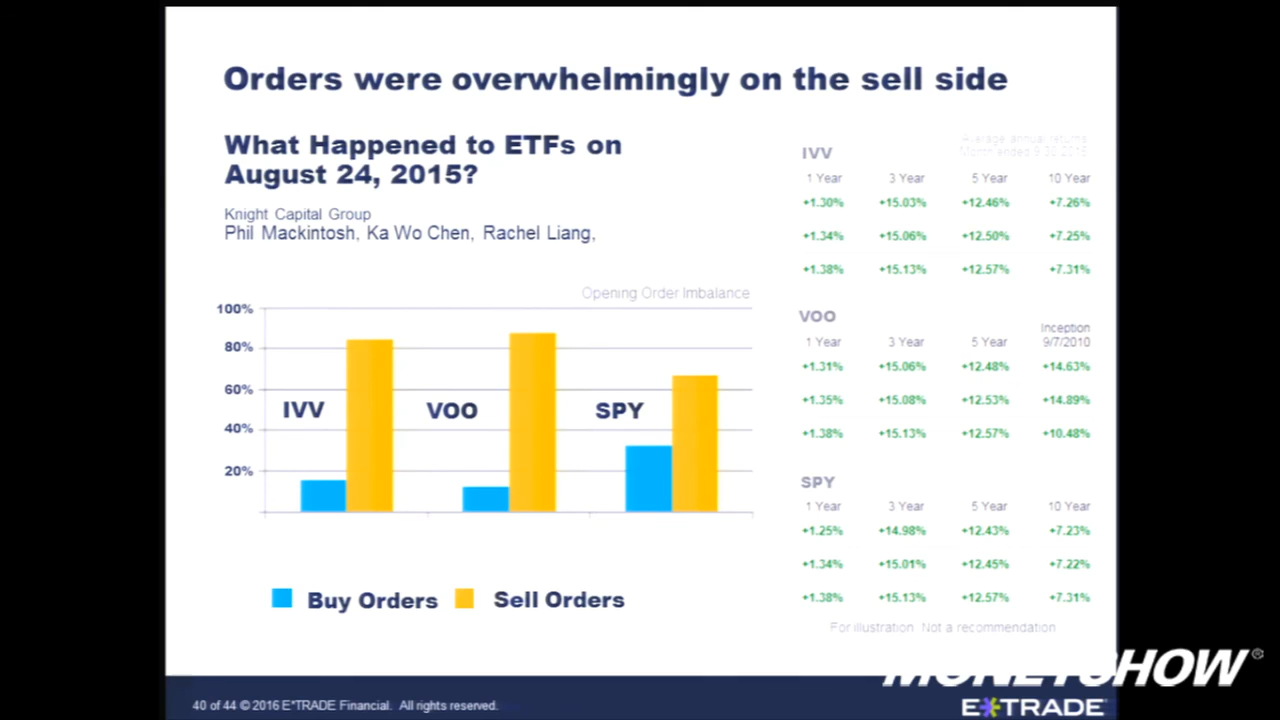 Orders were overwhelmingly on the sell side
What Happened to ETFs on
August 24, 2015?
Knight Capital Group
Phil Mackintosh, Ka Wo Chen, Rachel Liang,
Opening Order Imbalance
100%
80%
60%
40%
20%
IVV
VOO
SPY
Buy Orders
Sell Orders
Average annual returns
Month ended 9
IVV
1 Year 3 Year 5 Year 10 Year
+1.30% +15.03% +12.46% +7.26%
+1.34% +15.06% +12.50% +7.25%
+1.38% +15.13% +12.57% +7.31%
VOO
Inception
1 Year 3 Year 5 Year 9/7/2010
+1.31% +15.06% +12.48% +14.63%
+1.35% +15.08% +12.53% +14.89%
+1.38% +15.13% +12.57% +10.48%
SPY
1 Year 3 Year 5 Year 10 Year
+1.25% +14.98% +12.43% +7.23%
+1.34% +15.01% +12.45% +7.22%
+1.38% +15.13% +12.57% +7.31%
For illustration Not a recommendation
MONEYSHOW®
40 of 44 © 2016 E*TRADE Financial. All rights reserved.
E*TRADE